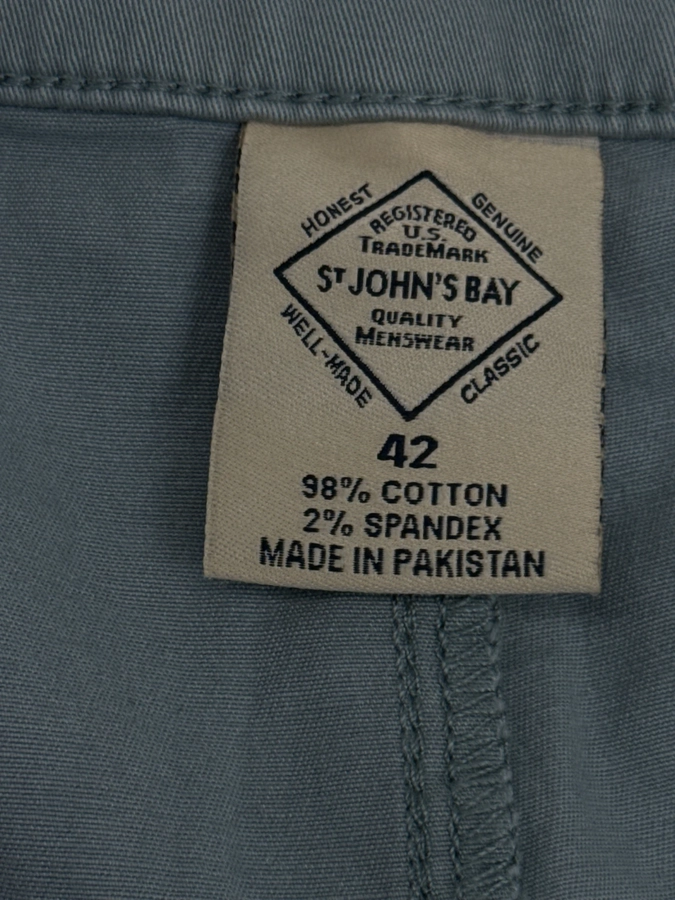 HONEST
GENUINE
REGISTERED
U.S.
TRADEMARK
ST JOHN'S BAY
QUALITY
MENSWEAR
WELL-MADE
CLASSIC
42
98% COTTON
2% SPANDEX
MADE IN PAKISTAN